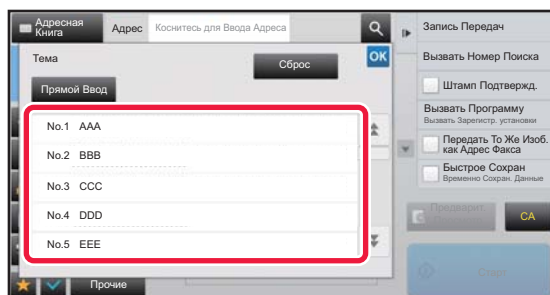 Адресная
Книга
Адрес
Коснитесь для Ввода Адреса
Тема
Сброс
OK
Прямой Ввод
No.1 AAA
No.2 BBB
No.3 CCC
No.4 DDD
No.5 EEE
Прочие
Запись Передач
Вызвать Номер Поиска
Штамп Подтвержд.
Вызвать Программу
Вызвать Зарегистр. установки
Передать То Же Изоб.
как Адрес Факса
Быстрое Сохран
Временно Сохран. Данные
Предварит.
CA
Старт